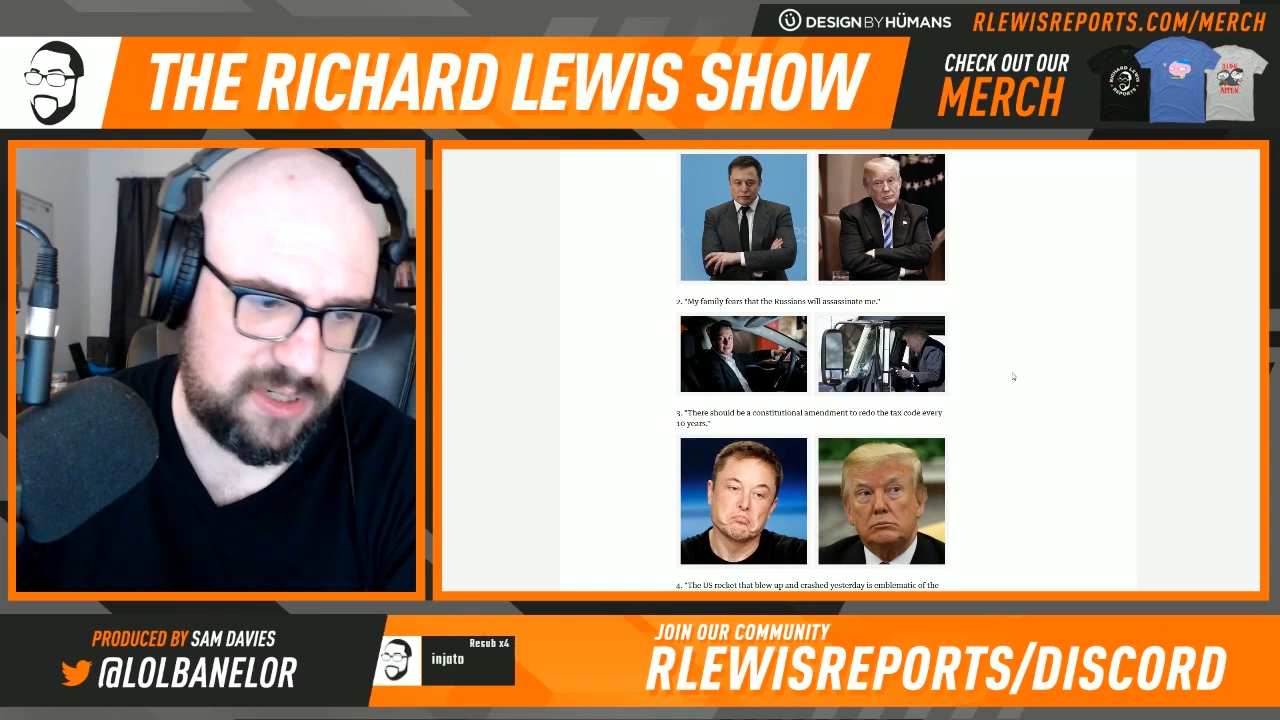 DESIGN BY HÜMANS
RLEWISREPORTS.COM/MERCH
THE RICHARD LEWIS SHOW
CHECK OUT OUR
MERCH
2. "My family fears that the Russians will assassinate me."
3. "There should be a constitutional amendment to redo the tax code every
10 years."
4. "The US rocket that blew up and crashed yesterday is emblematic of the
PRODUCED BY SAM DAVIES
@LOLBANELOR
Resub x4
injato
JOIN OUR COMMUNITY
RLEWISREPORTS/DISCORD